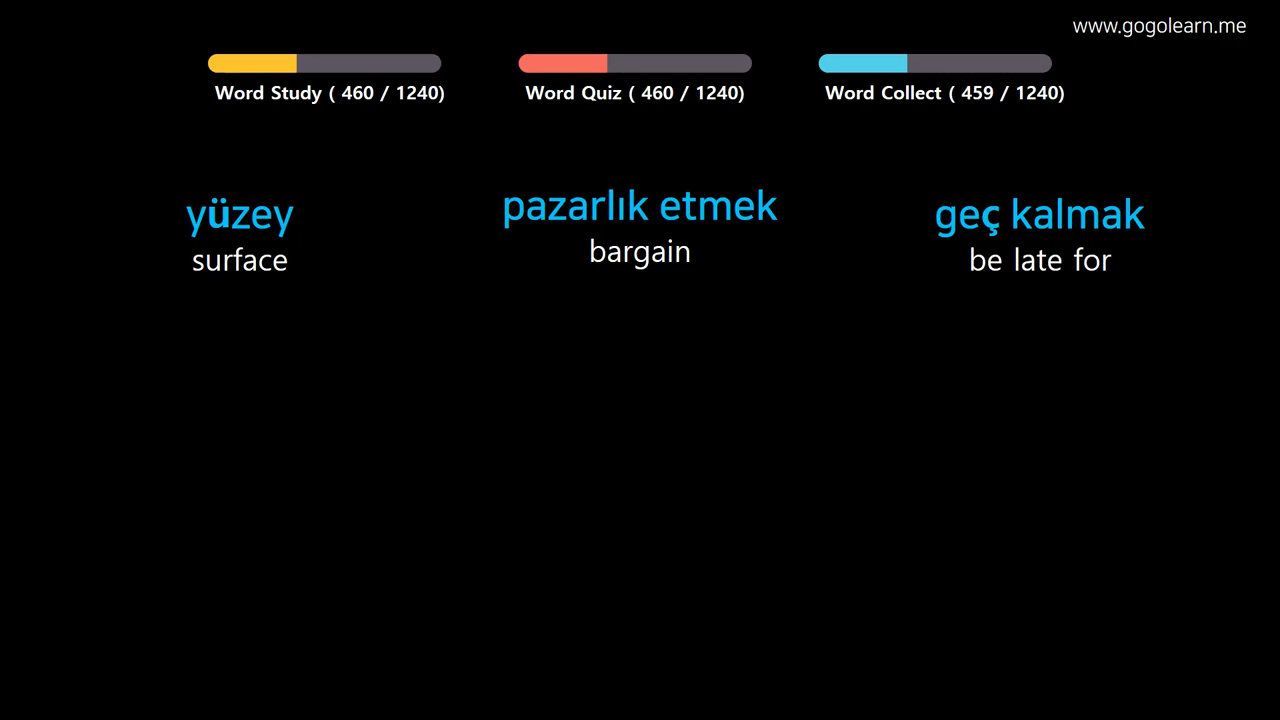 www.gogolearn.me
Word Study ( 460 / 1240)
Word Quiz ( 460 / 1240)
Word Collect ( 459 / 1240)
yüzey
surface
pazarlık etmek
bargain
geç kalmak
be late for